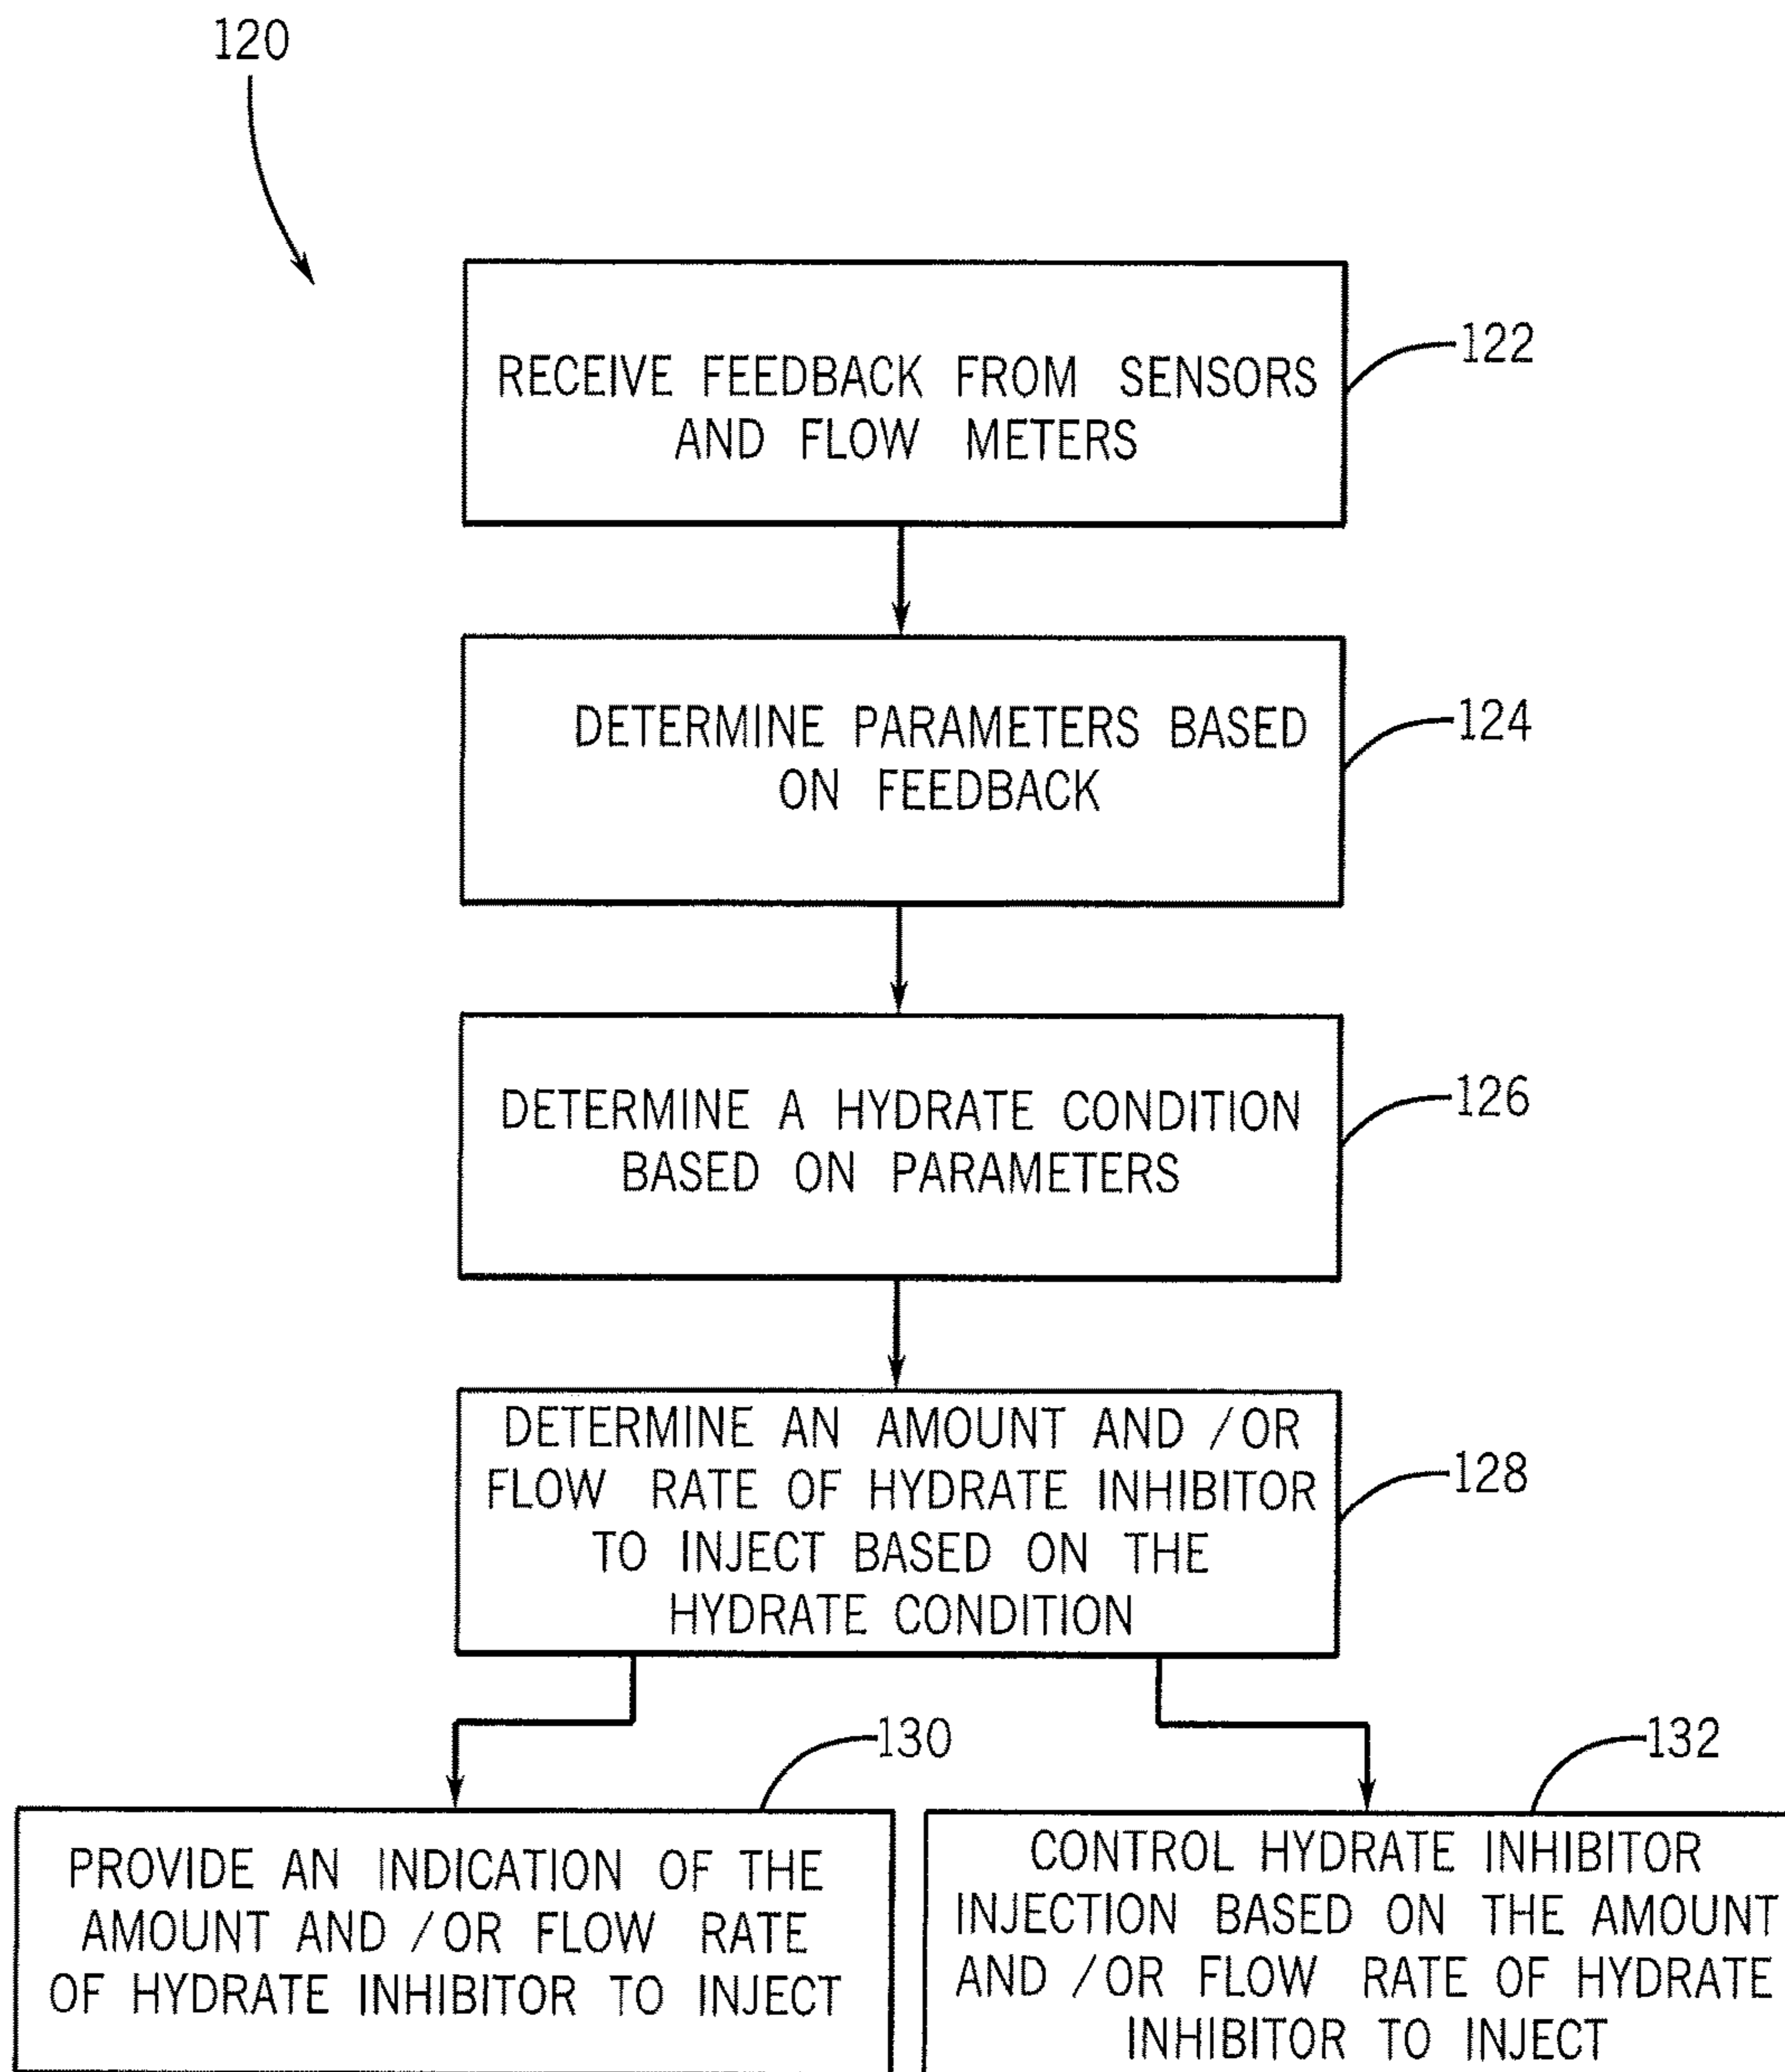 120
RECEIVE FEEDBACK FROM SENSORS
AND FLOW METERS
122
DETERMINE PARAMETERS BASED
ON FEEDBACK
124
DETERMINE A HYDRATE CONDITION
BASED ON PARAMETERS
126
DETERMINE AN AMOUNT AND /OR
FLOW RATE OF HYDRATE INHIBITOR
TO INJECT BASED ON THE
HYDRATE CONDITION
128
130
PROVIDE AN INDICATION OF THE
AMOUNT AND /OR FLOW RATE
OF HYDRATE INHIBITOR TO INJECT
132
CONTROL HYDRATE INHIBITOR
INJECTION BASED ON THE AMOUNT
AND /OR FLOW RATE OF HYDRATE
INHIBITOR TO INJECT